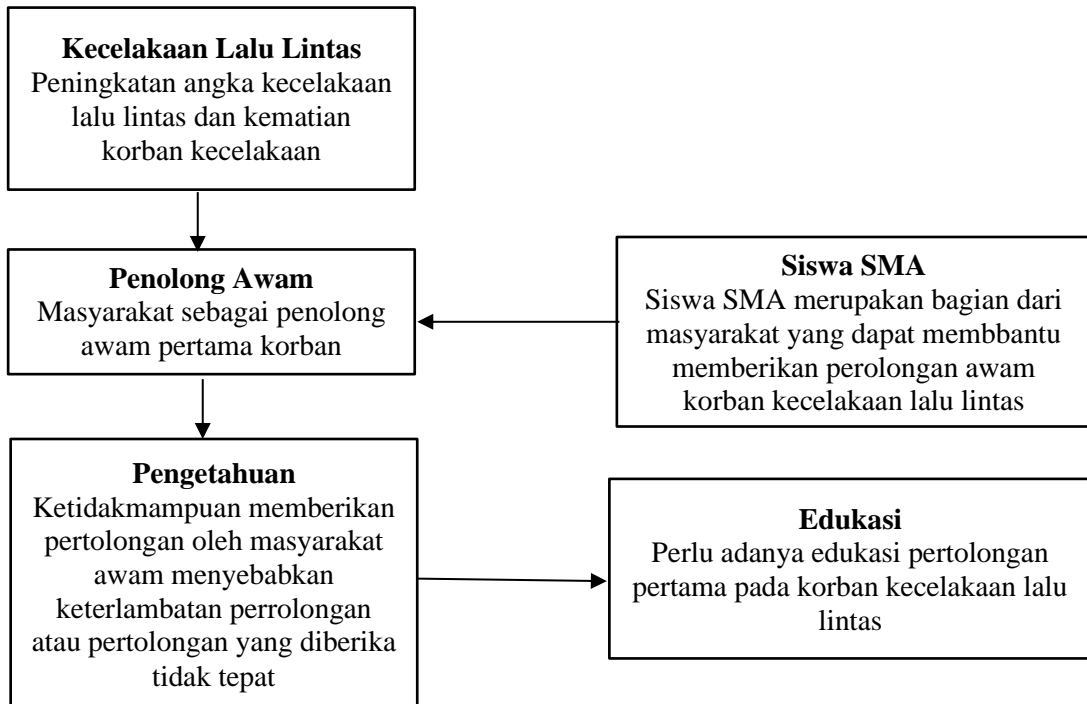 Kecelakaan Lalu Lintas
Peningkatan angka kecelakaan
lalu lintas dan kematian
korban kecelakaan
Penolong Awam
Masyarakat sebagai penolong
awam pertama korban
Siswa SMA
Siswa SMA merupakan bagian dari
masyarakat yang dapat membbantu
memberikan perolongan awam
korban kecelakaan lalu lintas
Pengetahuan
Ketidakmampuan memberikan
pertolongan oleh masyarakat
awam menyebabkan
keterlambatan perrolongan
atau pertolongan yang diberika
tidak tepat
Edukasi
Perlu adanya edukasi pertolongan
pertama pada korban kecelakaan lalu
lintas